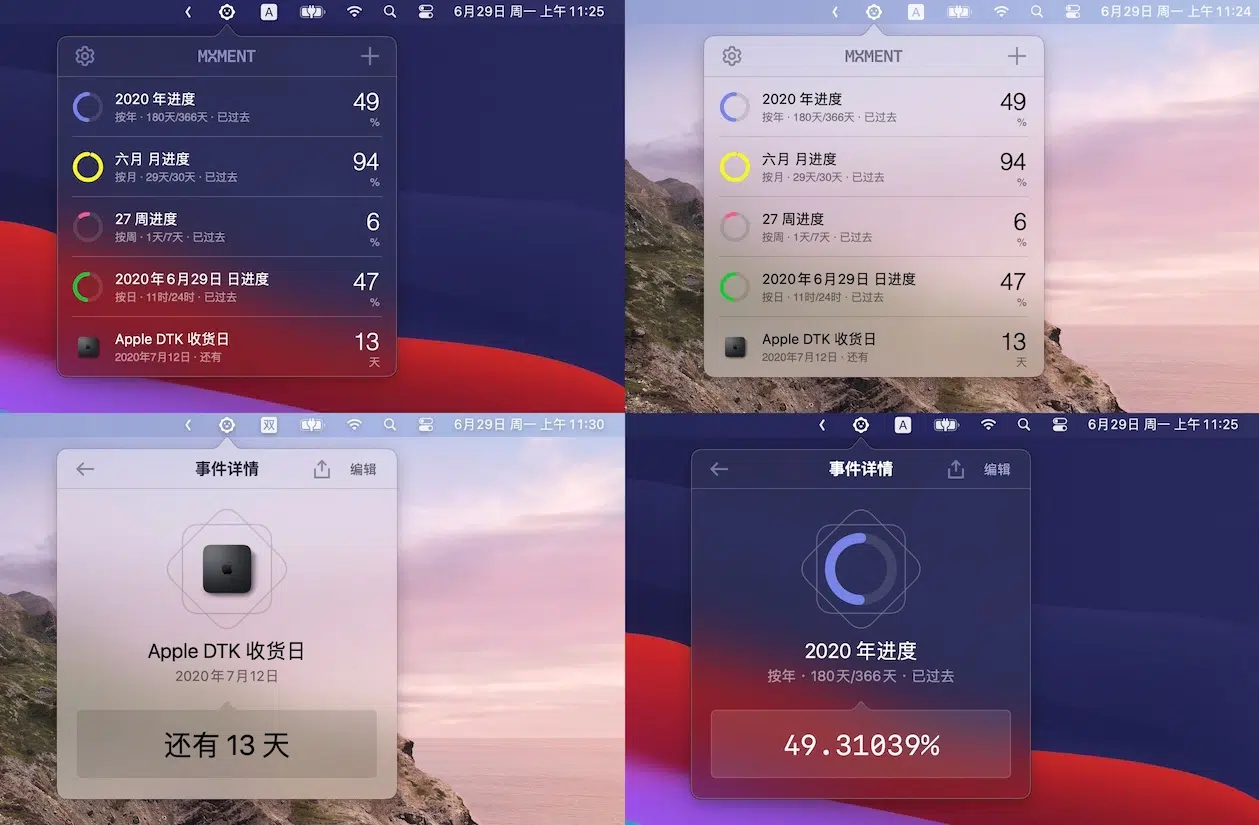 A
6月29日 周一 上午11:25
MXMENT
2020 年进度
按年 · 180天/366天 · 已过去
49
%
六月 月进度
按月 · 29天/30天 · 已过去
94
%
27 周进度
按周 · 1天/7天 · 已过去
6
%
2020年6月29日 日进度
按日 · 11时/24时 · 已过去
47
%
Apple DTK 收货日
2020年7月12日 · 还有
13
天
A
6月29日 周一 上午11:24
MXMENT
2020 年进度
按年 · 180天/366天 · 已过去
49
%
六月 月进度
按月 · 29天/30天 · 已过去
94
%
27 周进度
按周 · 1天/7天 · 已过去
6
%
2020年6月29日 日进度
按日 · 11时/24时 · 已过去
47
%
Apple DTK 收货日
2020年7月12日 · 还有
13
天
双
6月29日 周一 上午11:30
事件详情
编辑
Apple DTK 收货日
2020年7月12日
还有 13 天
A
6月29日 周一 上午11:25
事件详情
编辑
2020 年进度
按年 · 180天/366天 · 已过去
49.31039%